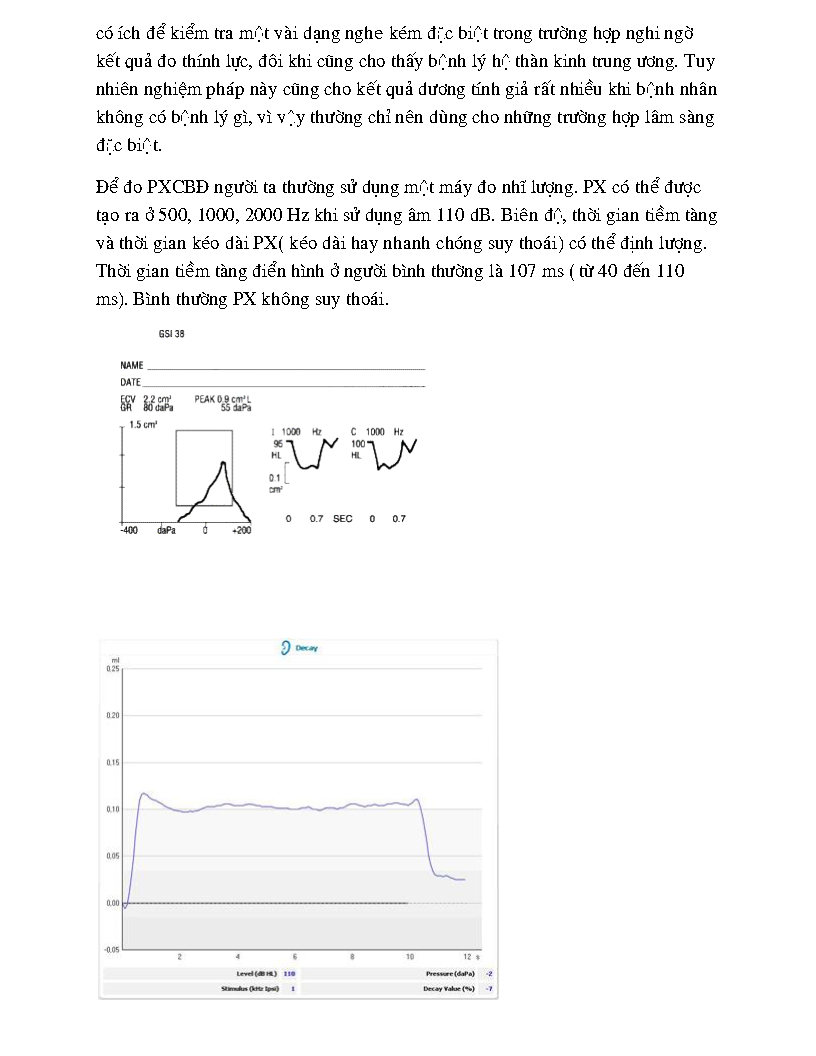 có ích để kiểm tra một vài dạng nghe kém đặc biệt trong trường hợp nghi ngờ
kết quả đo thính lực, đôi khi cũng cho thấy bệnh lý hệ thàn kinh trung ương. Tuy
nhiên nghiệm pháp này cũng cho kết quả dương tính giả rất nhiều khi bệnh nhân
không có bệnh lý gì, vì vậy thường chỉ nên dùng cho những trường hợp lâm sàng
đặc biệt.
Để đo PXCBĐ người ta thường sử dụng một máy đo nhĩ lượng. PX có thể được
tạo ra ở 500, 1000, 2000 Hz khi sử dụng âm 110 dB. Biên độ, thời gian tiềm tàng
và thời gian kéo dài PX( kéo dài hay nhanh chóng suy thoái) có thể định lượng.
Thời gian tiềm tàng điển hình ở người bình thường là 107 ms ( từ 40 đến 110
ms). Bình thường PX không suy thoái.
GSI 38
NAME
DATE
ECV 2.2 cm³ PEAK 0.9 cm³ L
GR 80 daPa 55 daPa
1.5 cm³
I 1000 Hz C 1000 Hz
95 100
HL HL
0.1
cm³
0 0.7 SEC 0 0.7
-400 daPa 0 +200
Decay
ml
0.25
0.20
0.15
0.10
0.05
0.00
-0.05
2 4 6 8 10 12 s
Level (dB HL) 110 Pressure (daPa) -2
Stimulus (kHz Ipsi) 1 Decay Value (%) -7